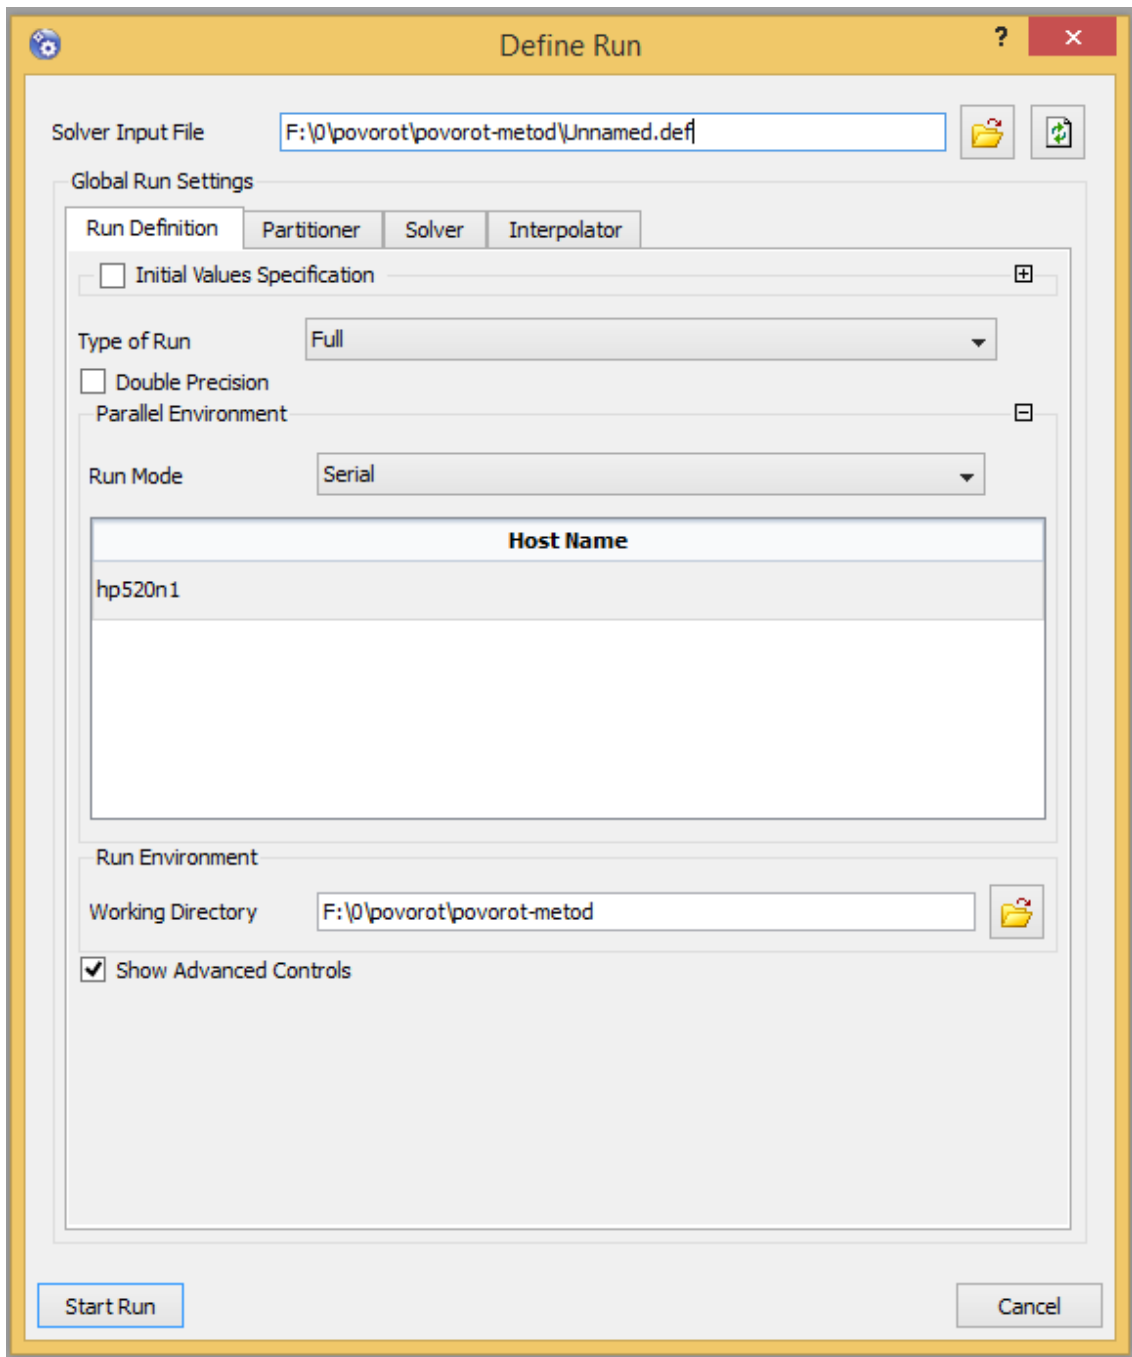 Define Run
?
Solver Input File F:\0\povorot\povorot-metod\Unnamed.def
Global Run Settings
Run Definition Partitioner Solver Interpolator
Initial Values Specification
Type of Run Full
Double Precision
Parallel Environment
Run Mode Serial
Host Name
hp520n1
Run Environment
Working Directory F:\0\povorot\povorot-metod
Show Advanced Controls
Start Run Cancel